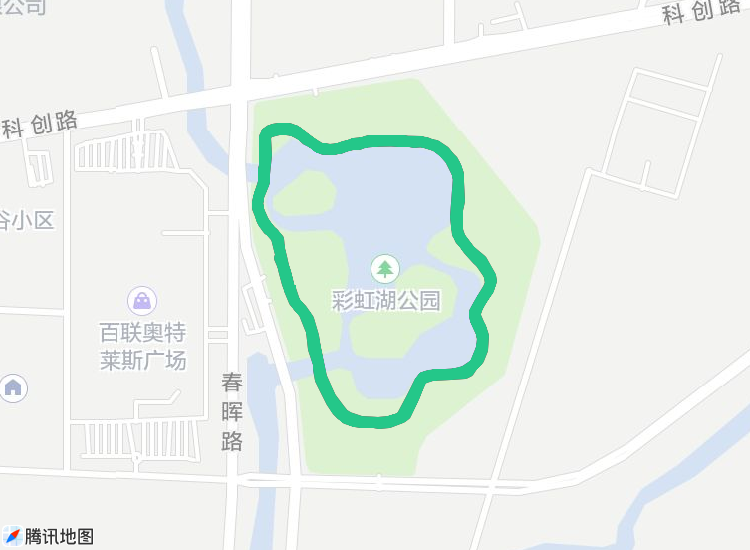 限公司
科创路
科创路
谷小区
彩虹湖公园
百联奥特
莱斯广场
春晖路
腾讯地图